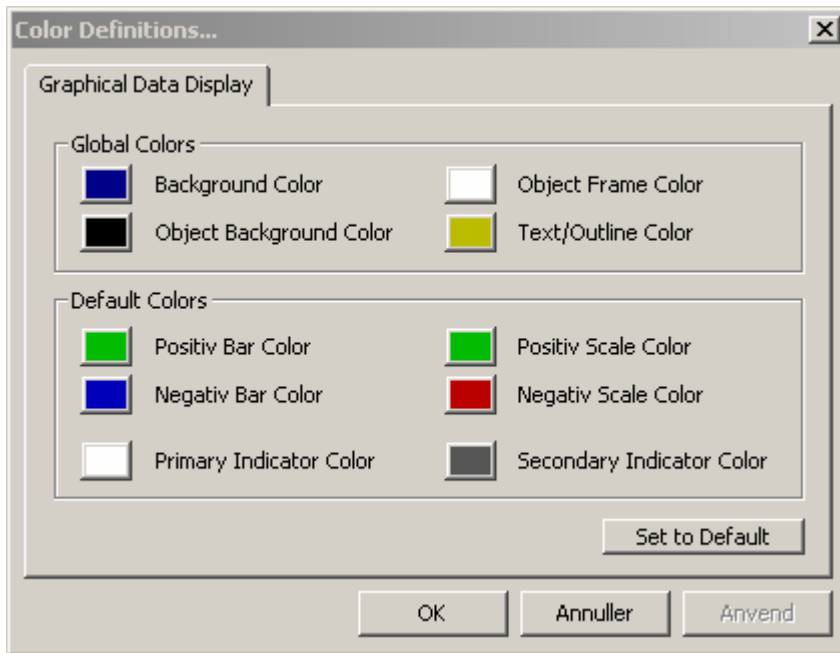 Color Definitions...
Graphical Data Display
Global Colors
Background Color
Object Frame Color
Object Background Color
Text/Outline Color
Default Colors
Positiv Bar Color
Positiv Scale Color
Negativ Bar Color
Negativ Scale Color
Primary Indicator Color
Secondary Indicator Color
Set to Default
OK
Annuller
Anvend